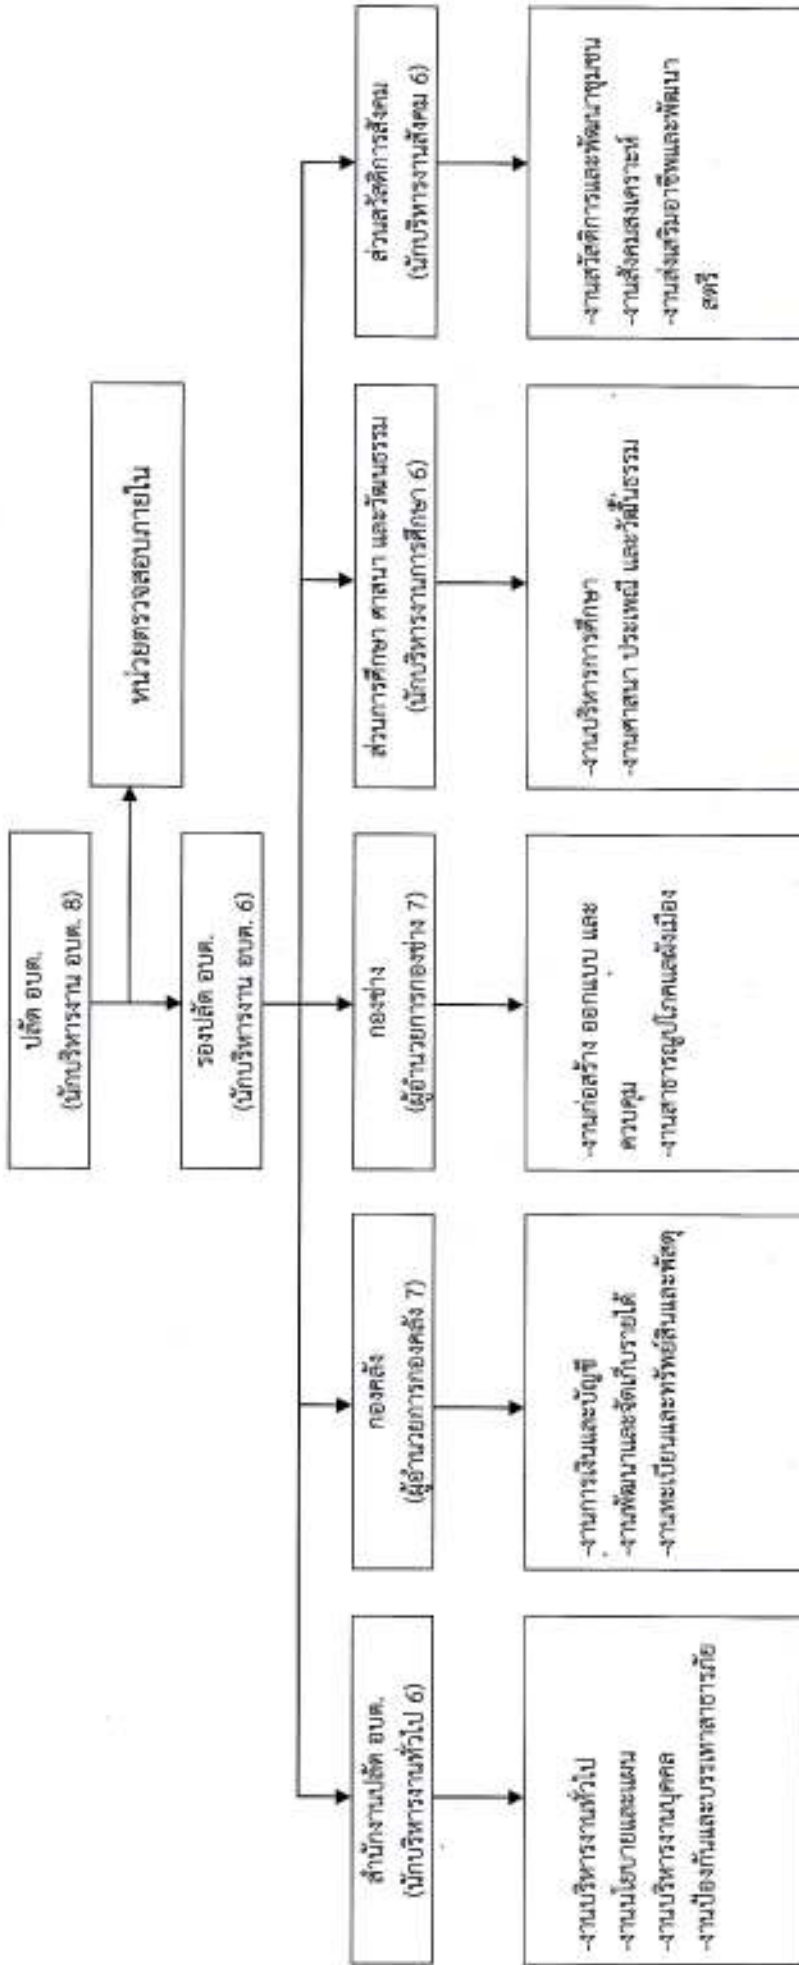 ปลัด อบต.
(นักบริหารงาน อบต. 8)
หน่วยตรวจสอบภายใน
รองปลัด อบต.
(นักบริหารงาน อบต. 6)
สำนักงานปลัด อบต.
(นักบริหารงานทั่วไป 6)
กองคลัง
(ผู้อำนวยการกองคลัง 7)
กองช่าง
(ผู้อำนวยการกองช่าง 7)
ส่วนการศึกษา ศาสนา และวัฒนธรรม
(นักบริหารงานการศึกษา 6)
ส่วนสวัสดิการสังคม
(นักบริหารงานสังคม 6)
-งานบริหารงานทั่วไป
-งานนโยบายและแผน
-งานบริหารงานบุคคล
-งานป้องกันและบรรเทาสาธารภัย
-งานการเงินและบัญชี
-งานพัฒนาและจัดเก็บรายได้
-งานทะเบียนและทรัพย์สินและพัสดุ
-งานก่อสร้าง ออกแบบ และ
ควบคุม
-งานสาธารณูปโภคและผังเมือง
-งานบริหารการศึกษา
-งานศาสนา ประเพณี และวัฒนธรรม
-งานสวัสดิการและพัฒนาชุมชน
-งานสังคมสงเคราะห์
-งานส่งเสริมอาชีพและพัฒนา
สตรี